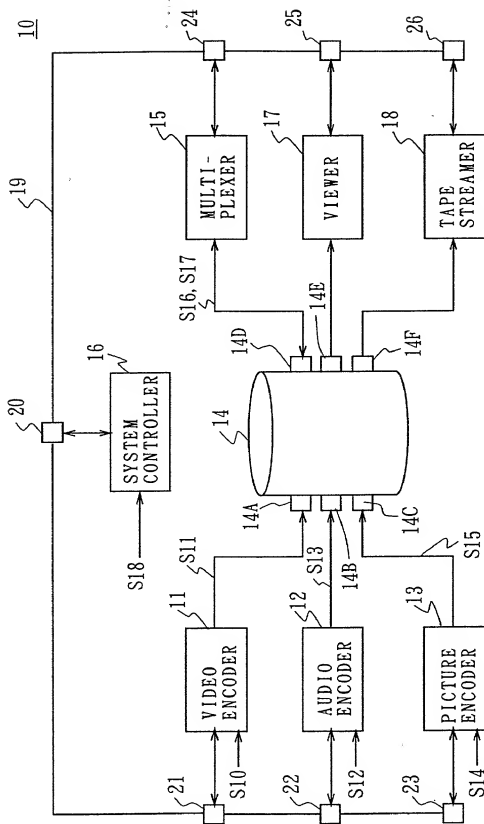 10
19
20
16
SYSTEM
CONTROLLER
S18
21
11
VIDEO
ENCODER
S10
S11
22
12
AUDIO
ENCODER
S12
S13
23
13
PICTURE
ENCODER
S14
S15
14
14A
14B
14C
14D
14E
14F
S16, S17
15
MULTI-
PLEXER
24
17
VIEWER
25
18
TAPE
STREAMER
26